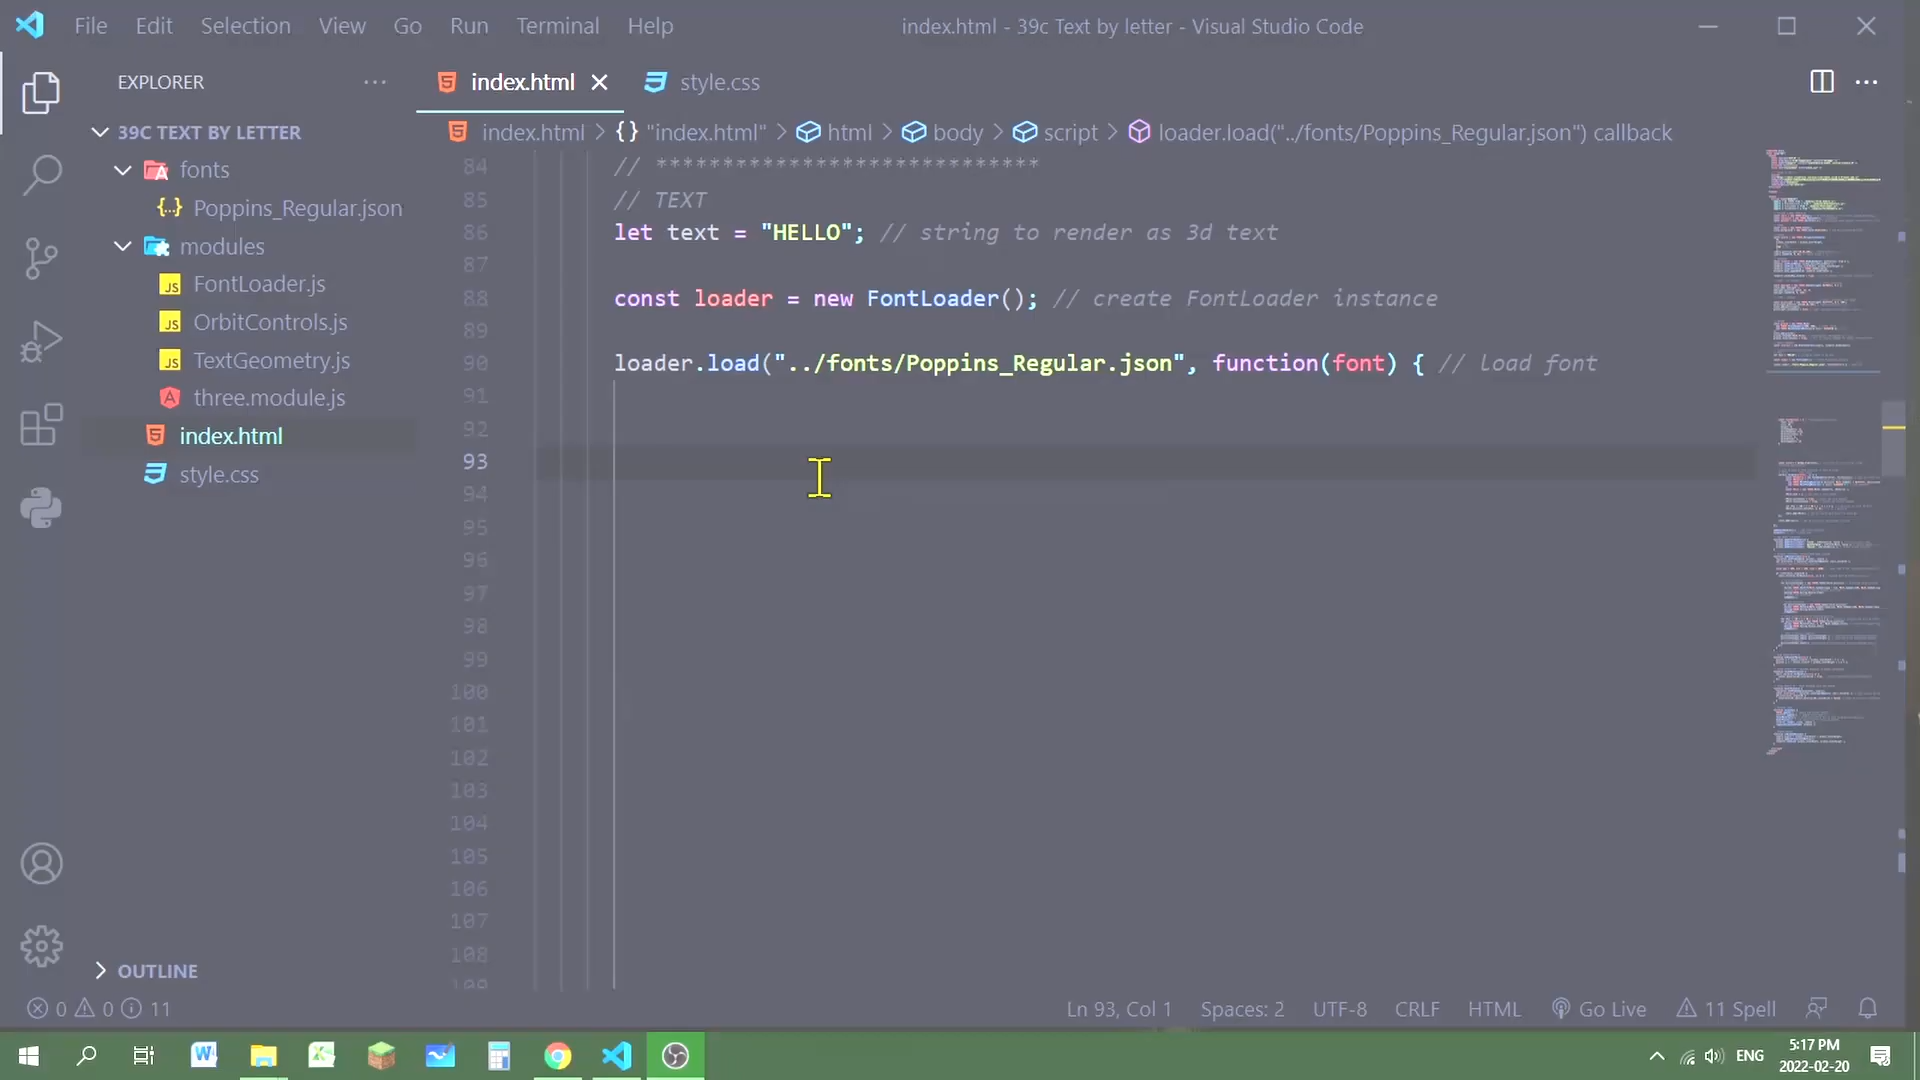 File Edit Selection View Go Run Terminal Help index.html - 39c Text by letter - Visual Studio Code
EXPLORER ··· index.html style.css ···
39C TEXT BY LETTER
fonts
Poppins_Regular.json
modules
FontLoader.js
OrbitControls.js
TextGeometry.js
three.module.js
index.html
style.css
OUTLINE
index.html > {} "index.html" > html > body > script > loader.load("../fonts/Poppins_Regular.json") callback
84 // *****************************
85 // TEXT
86 let text = "HELLO"; // string to render as 3d text
87
88 const loader = new FontLoader(); // create FontLoader instance
89
90 loader.load("../fonts/Poppins_Regular.json", function(font) { // load font
91
92
93
94
95
96
97
98
99
100
101
102
103
104
105
106
107
108
109
0 0 11 Ln 93, Col 1 Spaces: 2 UTF-8 CRLF HTML Go Live 11 Spell
ENG 5:17 PM
2022-02-20